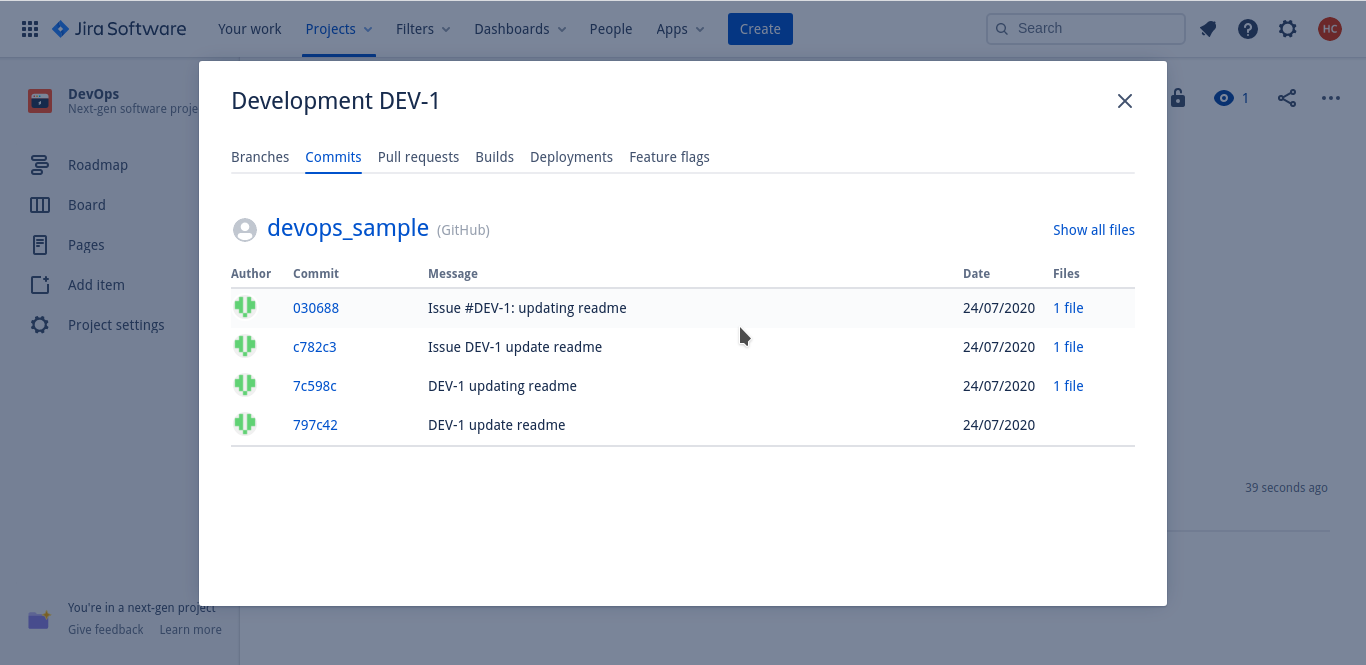 Jira Software Your work Projects Filters Dashboards People Apps Create Search HC
DevOps
Next-gen software proje
Roadmap
Board
Pages
Add item
Project settings
You're in a next-gen project
Give feedback Learn more
Development DEV-1
1
Branches Commits Pull requests Builds Deployments Feature flags
devops_sample (GitHub) Show all files
Author Commit Message Date Files
030688 Issue #DEV-1: updating readme 24/07/2020 1 file
c782c3 Issue DEV-1 update readme 24/07/2020 1 file
7c598c DEV-1 updating readme 24/07/2020 1 file
797c42 DEV-1 update readme 24/07/2020
39 seconds ago